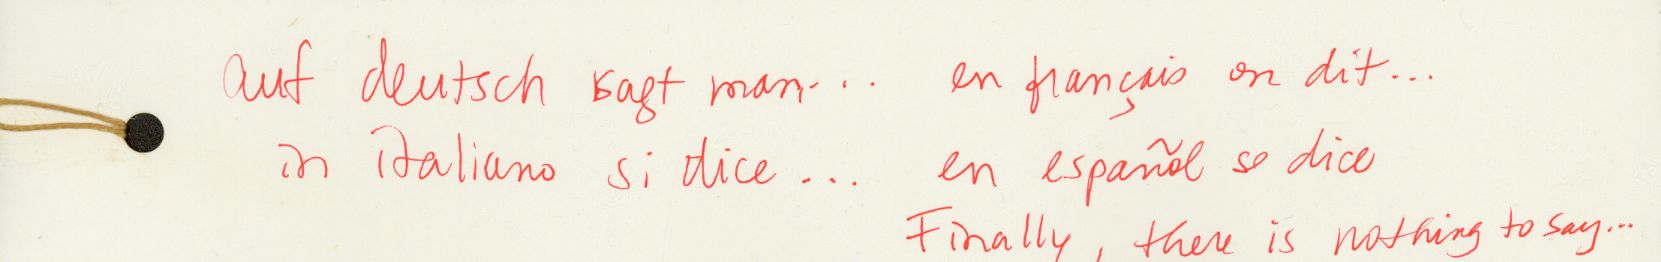 auf deutsch sagt man... en français on dit...
in italiano si dice... en español se dice
Finally, there is nothing to say...